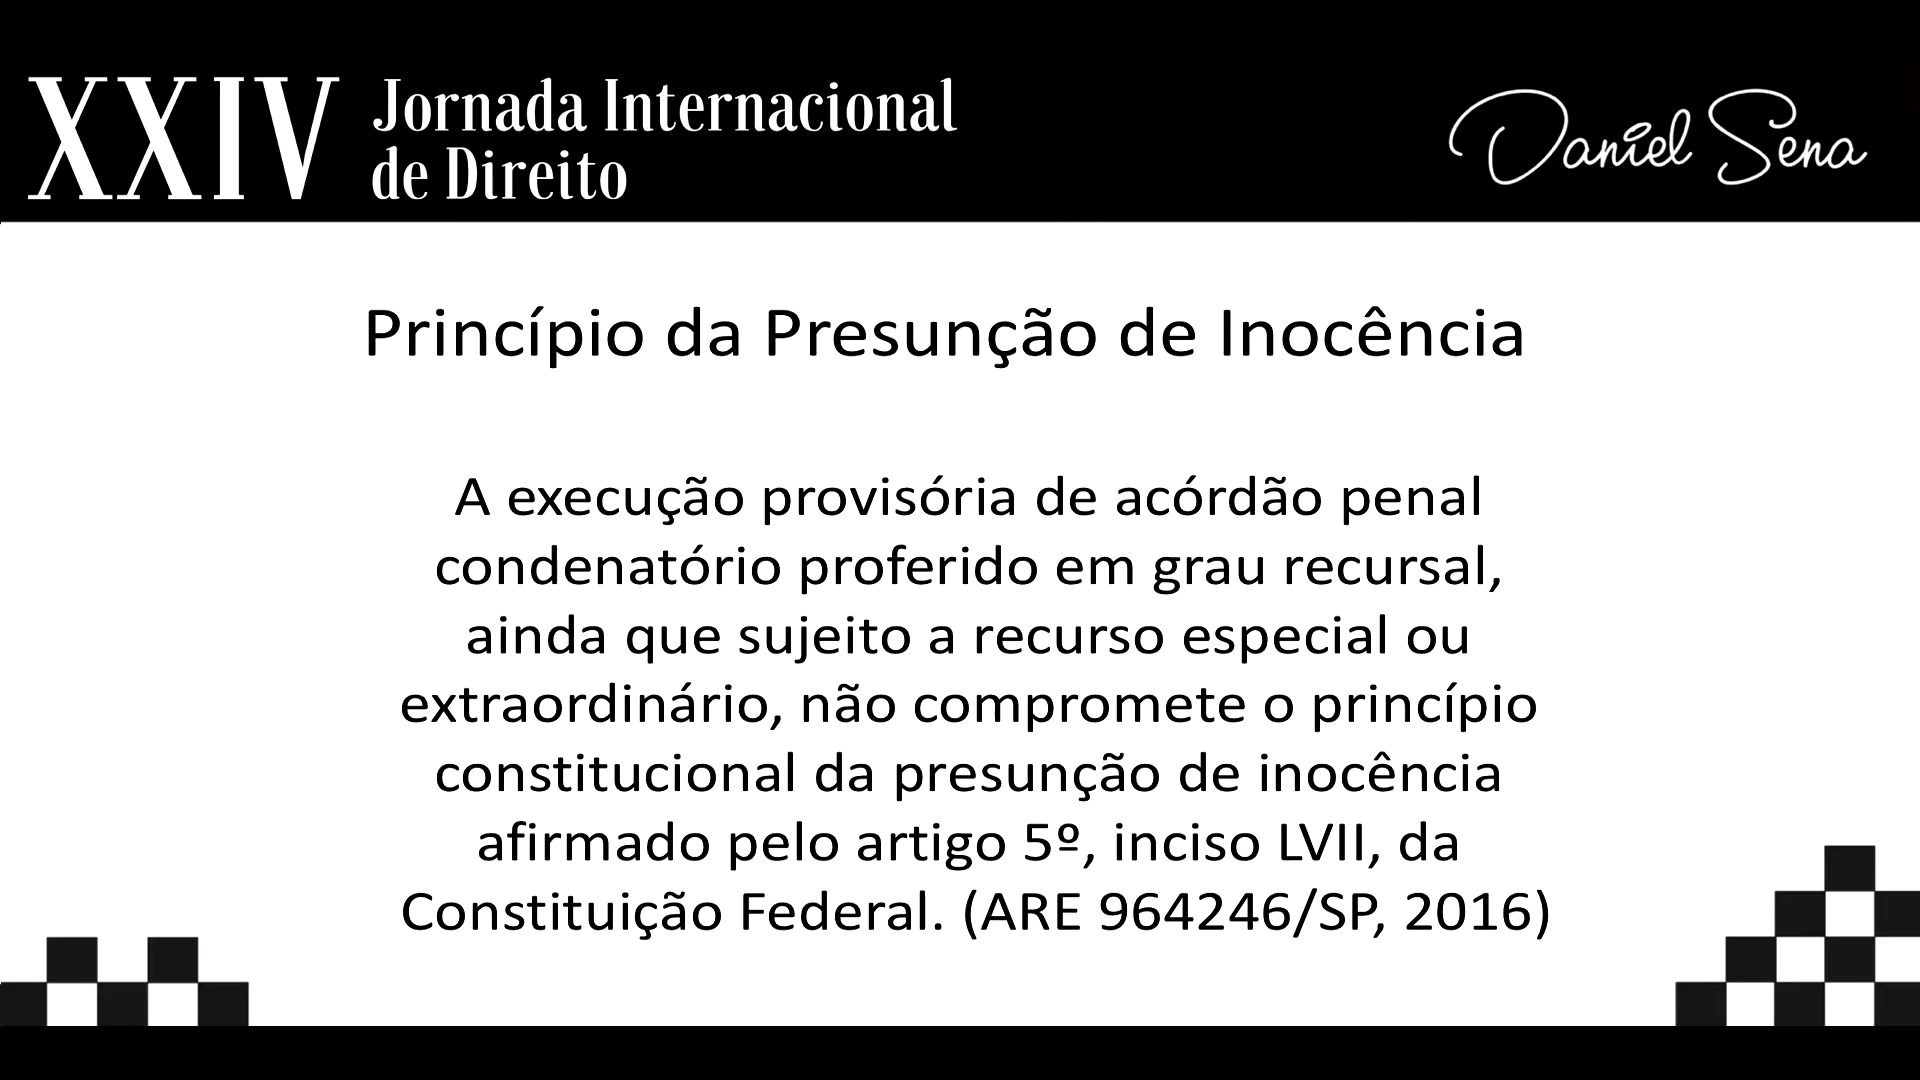 XXIV Jornada Internacional
de Direito
Daniel Sena
Princípio da Presunção de Inocência
A execução provisória de acórdão penal
condenatório proferido em grau recursal,
ainda que sujeito a recurso especial ou
extraordinário, não compromete o princípio
constitucional da presunção de inocência
afirmado pelo artigo 5º, inciso LVII, da
Constituição Federal. (ARE 964246/SP, 2016)